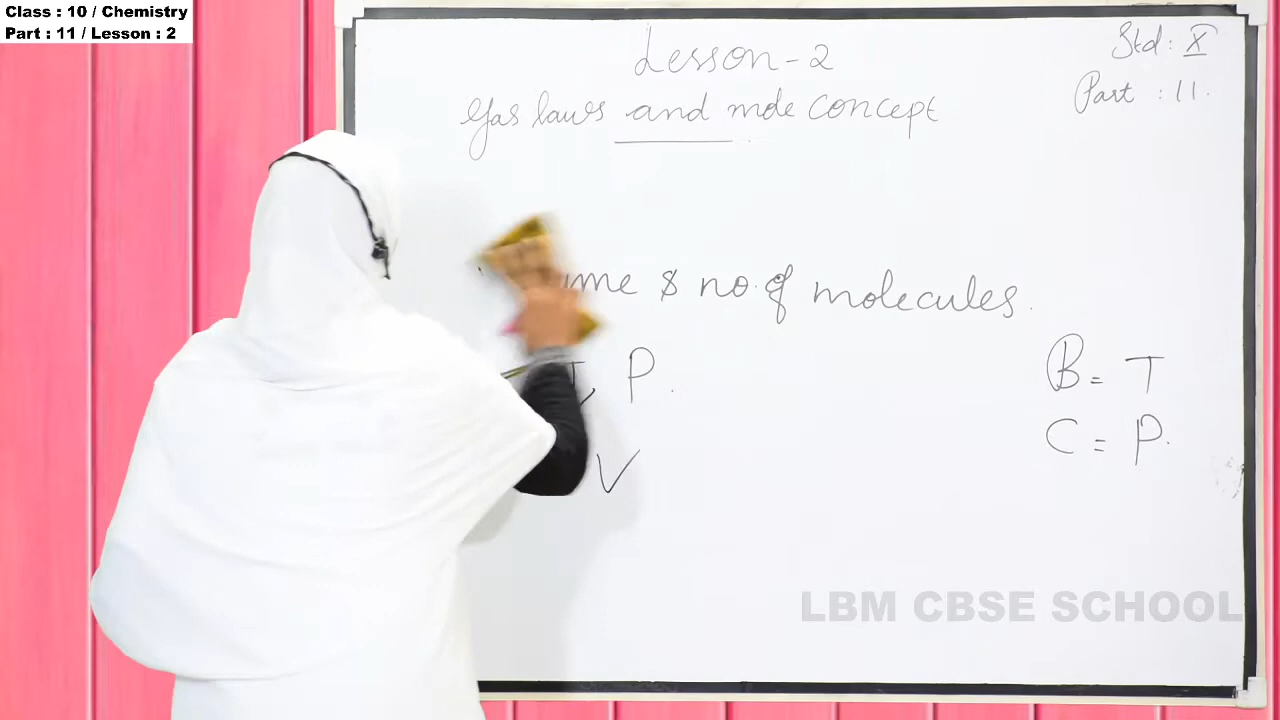 Class : 10 / Chemistry
Part : 11 / Lesson : 2
Lesson - 2
Std : X
Part : 11.
Gas laws and mole concept
& no. of molecules.
P.
B = T
C = P.
V
LBM CBSE SCHOOL